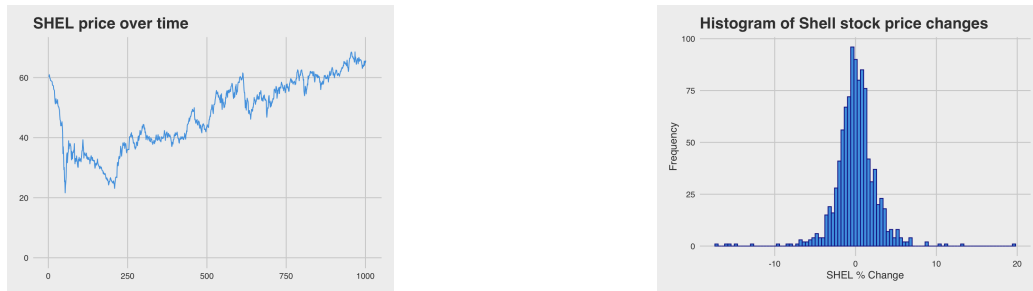 SHEL price over time
60
40
20
0
0 250 500 750 1000
Histogram of Shell stock price changes
100
75
50
25
0
Frequency
-10 0 10 20
SHEL % Change